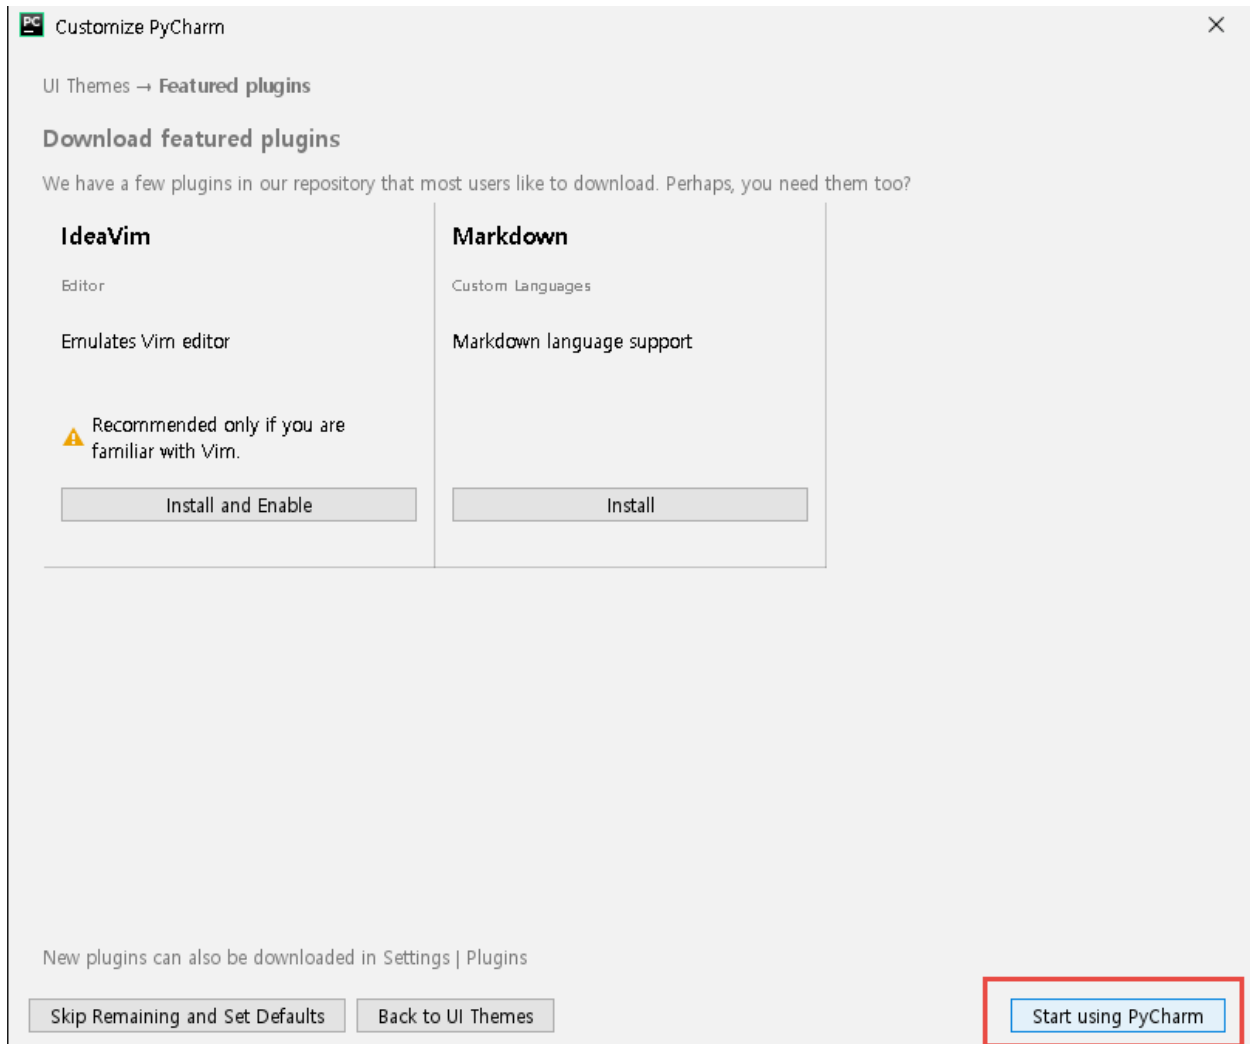 PC Customize PyCharm
UI Themes → Featured plugins
Download featured plugins
We have a few plugins in our repository that most users like to download. Perhaps, you need them too?
IdeaVim
Editor
Emulates Vim editor
Recommended only if you are
familiar with Vim.
Install and Enable
Markdown
Custom Languages
Markdown language support
Install
New plugins can also be downloaded in Settings | Plugins
Skip Remaining and Set Defaults
Back to UI Themes
Start using PyCharm